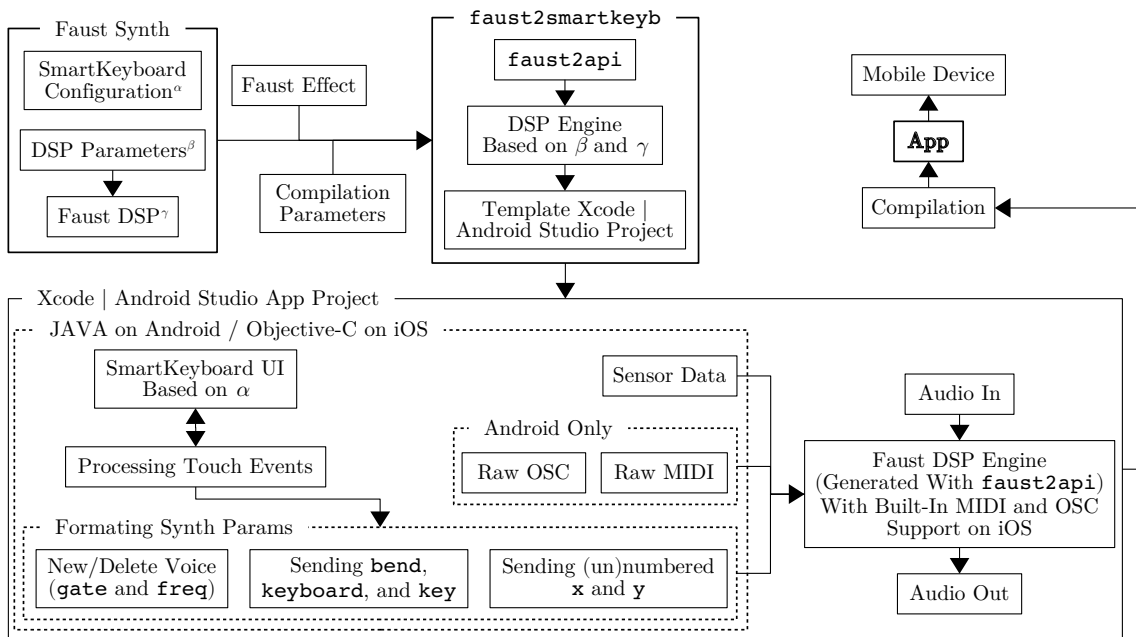 Faust Synth
SmartKeyboard
Configurationα
DSP Parametersβ
Faust DSPγ
Faust Effect
Compilation
Parameters
faust2smartkeyb
faust2api
DSP Engine
Based on β and γ
Template Xcode |
Android Studio Project
Mobile Device
App
Compilation
Xcode | Android Studio App Project
JAVA on Android / Objective-C on iOS
SmartKeyboard UI
Based on α
Processing Touch Events
Sensor Data
Android Only
Raw OSC
Raw MIDI
Formating Synth Params
New/Delete Voice
(gate and freq)
Sending bend,
keyboard, and key
Sending (un)numbered
x and y
Audio In
Faust DSP Engine
(Generated With faust2api)
With Built-In MIDI and OSC
Support on iOS
Audio Out